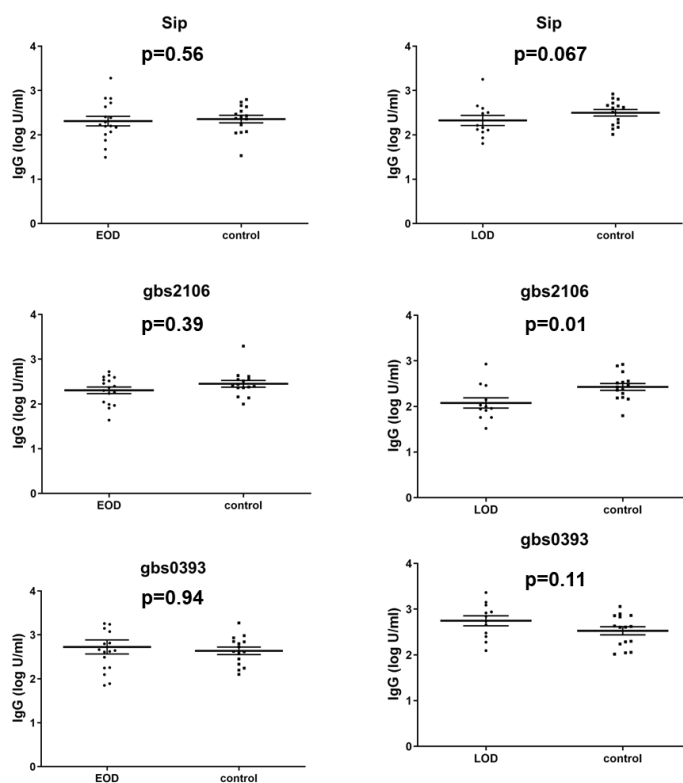 Sip
p=0.56
IgG (log U/ml)
4
3
2
1
0
EOD control
Sip
p=0.067
IgG (log U/ml)
4
3
2
1
0
LOD control
gbs2106
p=0.39
IgG (log U/ml)
4
3
2
1
0
EOD control
gbs2106
p=0.01
IgG (log U/ml)
4
3
2
1
0
LOD control
gbs0393
p=0.94
IgG (log U/ml)
4
3
2
1
0
EOD control
gbs0393
p=0.11
IgG (log U/ml)
4
3
2
1
0
LOD control